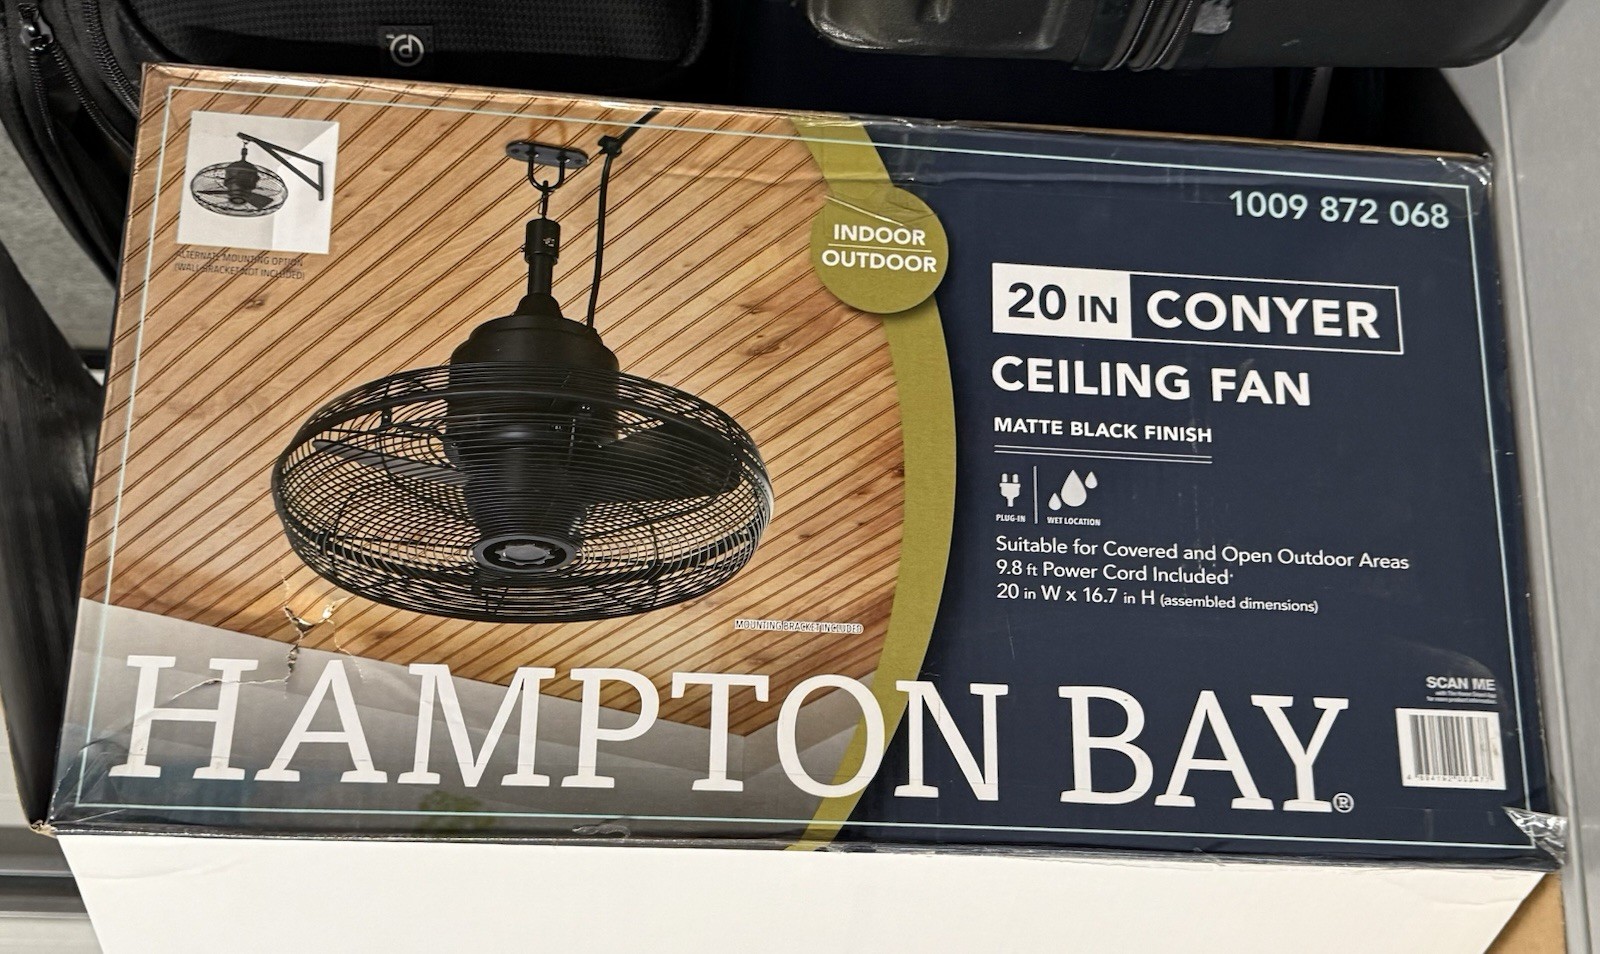 1009 872 068
ALTERNATE MOUNTING OPTION
(WALL BRACKET NOT INCLUDED)
INDOOR
OUTDOOR
20 IN CONYER
CEILING FAN
MATTE BLACK FINISH
PLUG-IN WET LOCATION
Suitable for Covered and Open Outdoor Areas
9.8 ft Power Cord Included*
20 in W x 16.7 in H (assembled dimensions)
MOUNTING BRACKET INCLUDED
HAMPTON BAY®
SCAN ME